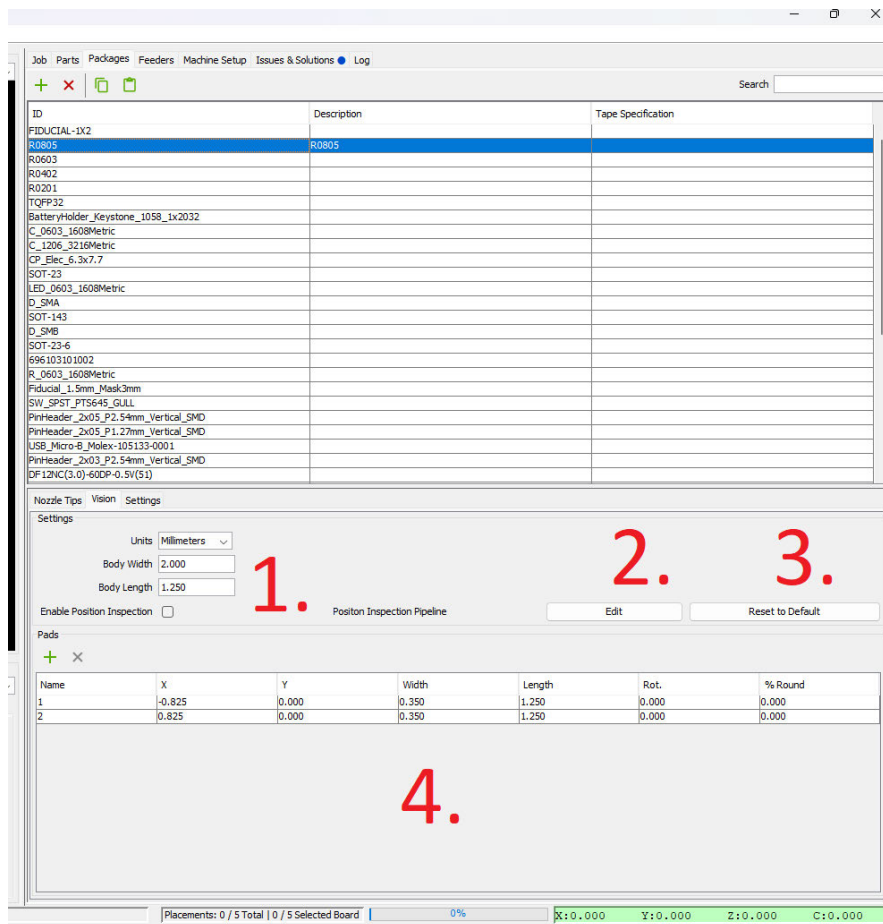 Job Parts Packages Feeders Machine Setup Issues & Solutions Log
Search
ID Description Tape Specification
FIDUCIAL-1X2
R0805 R0805
R0603
R0402
R0201
TQFP32
BatteryHolder_Keystone_1058_1x2032
C_0603_1608Metric
C_1206_3216Metric
CP_Elec_6.3x7.7
SOT-23
LED_0603_1608Metric
D_SMA
SOT-143
D_SMB
SOT-23-6
696103101002
R_0603_1608Metric
Fiducial_1.5mm_Mask3mm
SW_SPST_PTS645_GULL
PinHeader_2x05_P2.54mm_Vertical_SMD
PinHeader_2x05_P1.27mm_Vertical_SMD
USB_Micro-B_Molex-105133-0001
PinHeader_2x03_P2.54mm_Vertical_SMD
DF12NC(3.0)-60DP-0.5V(51)
Nozzle Tips Vision Settings
Settings
Units Millimeters
Body Width 2.000
Body Length 1.250
1. 2. 3.
Enable Position Inspection Positon Inspection Pipeline Edit Reset to Default
Pads
Name X Y Width Length Rot. % Round
1 -0.825 0.000 0.350 1.250 0.000 0.000
2 0.825 0.000 0.350 1.250 0.000 0.000
4.
Placements: 0 / 5 Total | 0 / 5 Selected Board 0% X:0.000 Y:0.000 Z:0.000 C:0.000